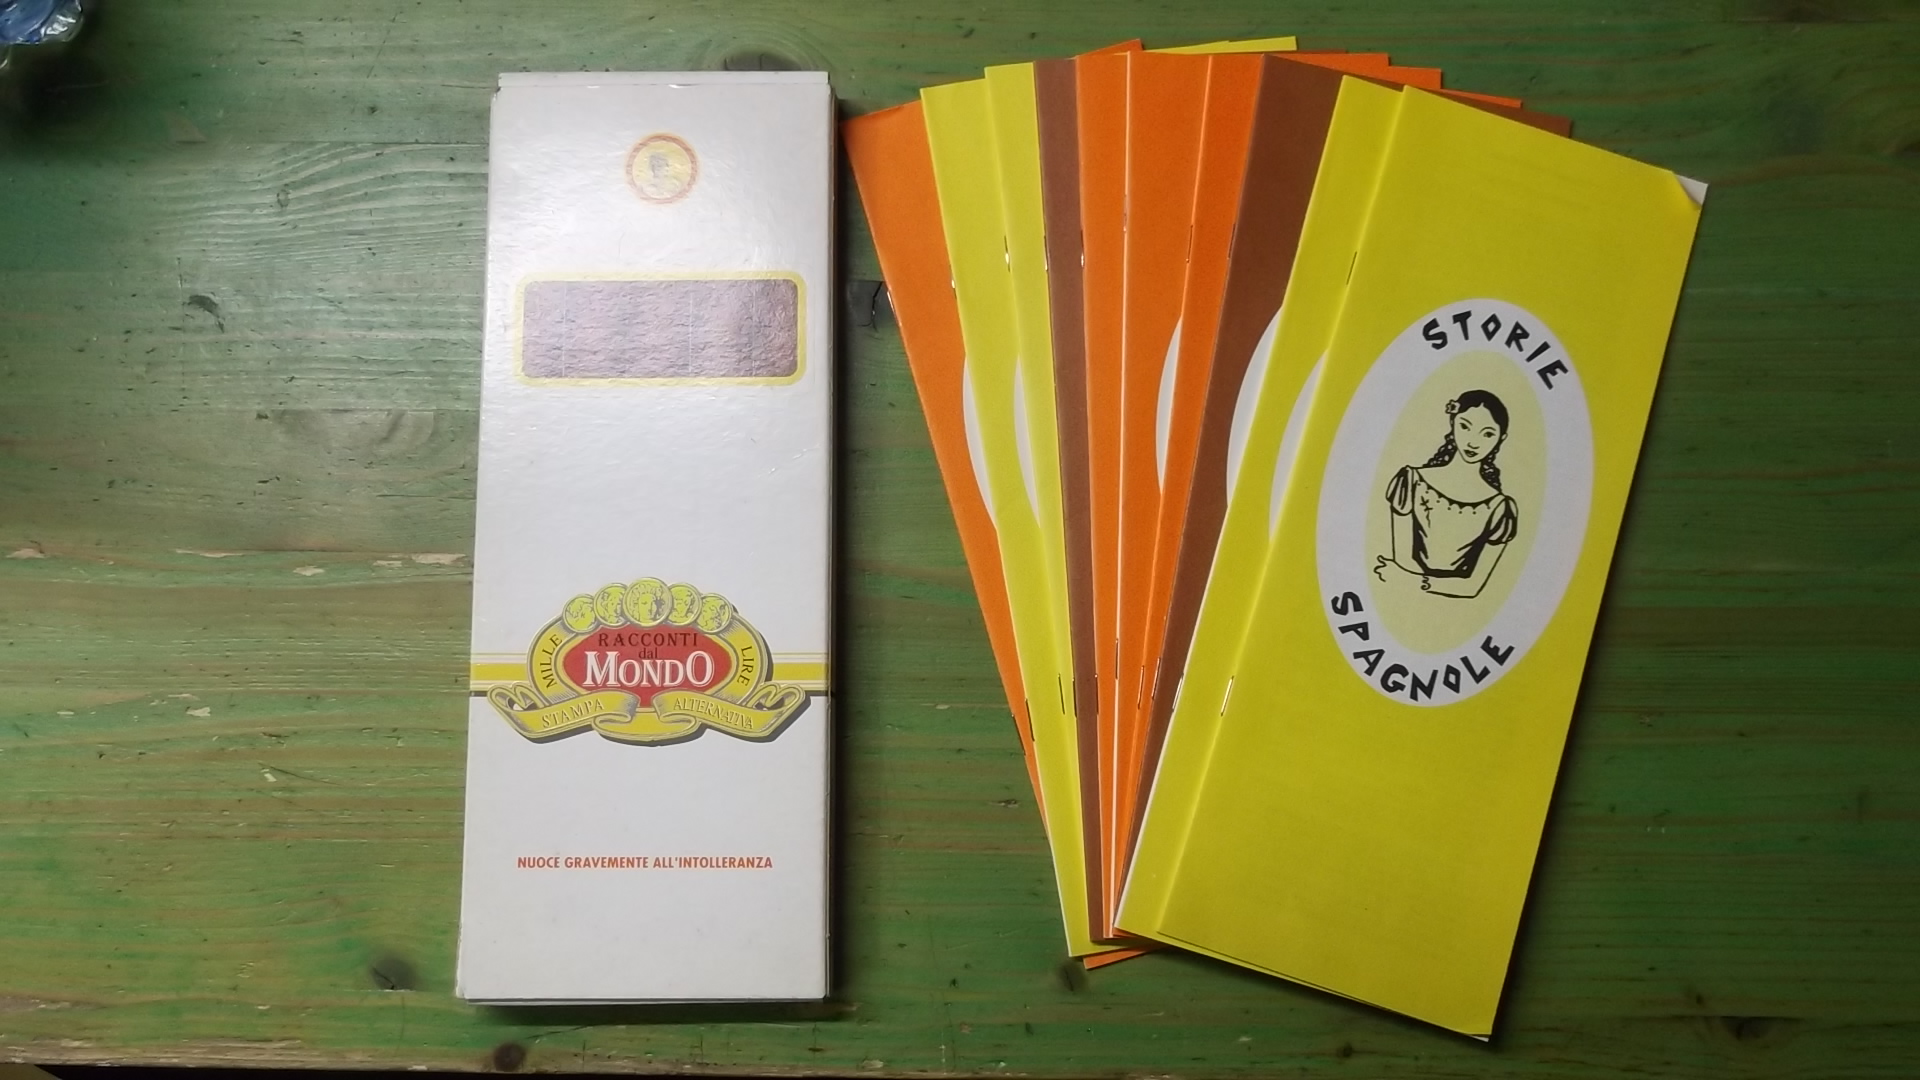 MILLE
RACCONTI
dal
MONDO
LIRE
STAMPA
ALTERNATIVA
NUOCE GRAVEMENTE ALL'INTOLLERANZA
STORIE
SPAGNOLE